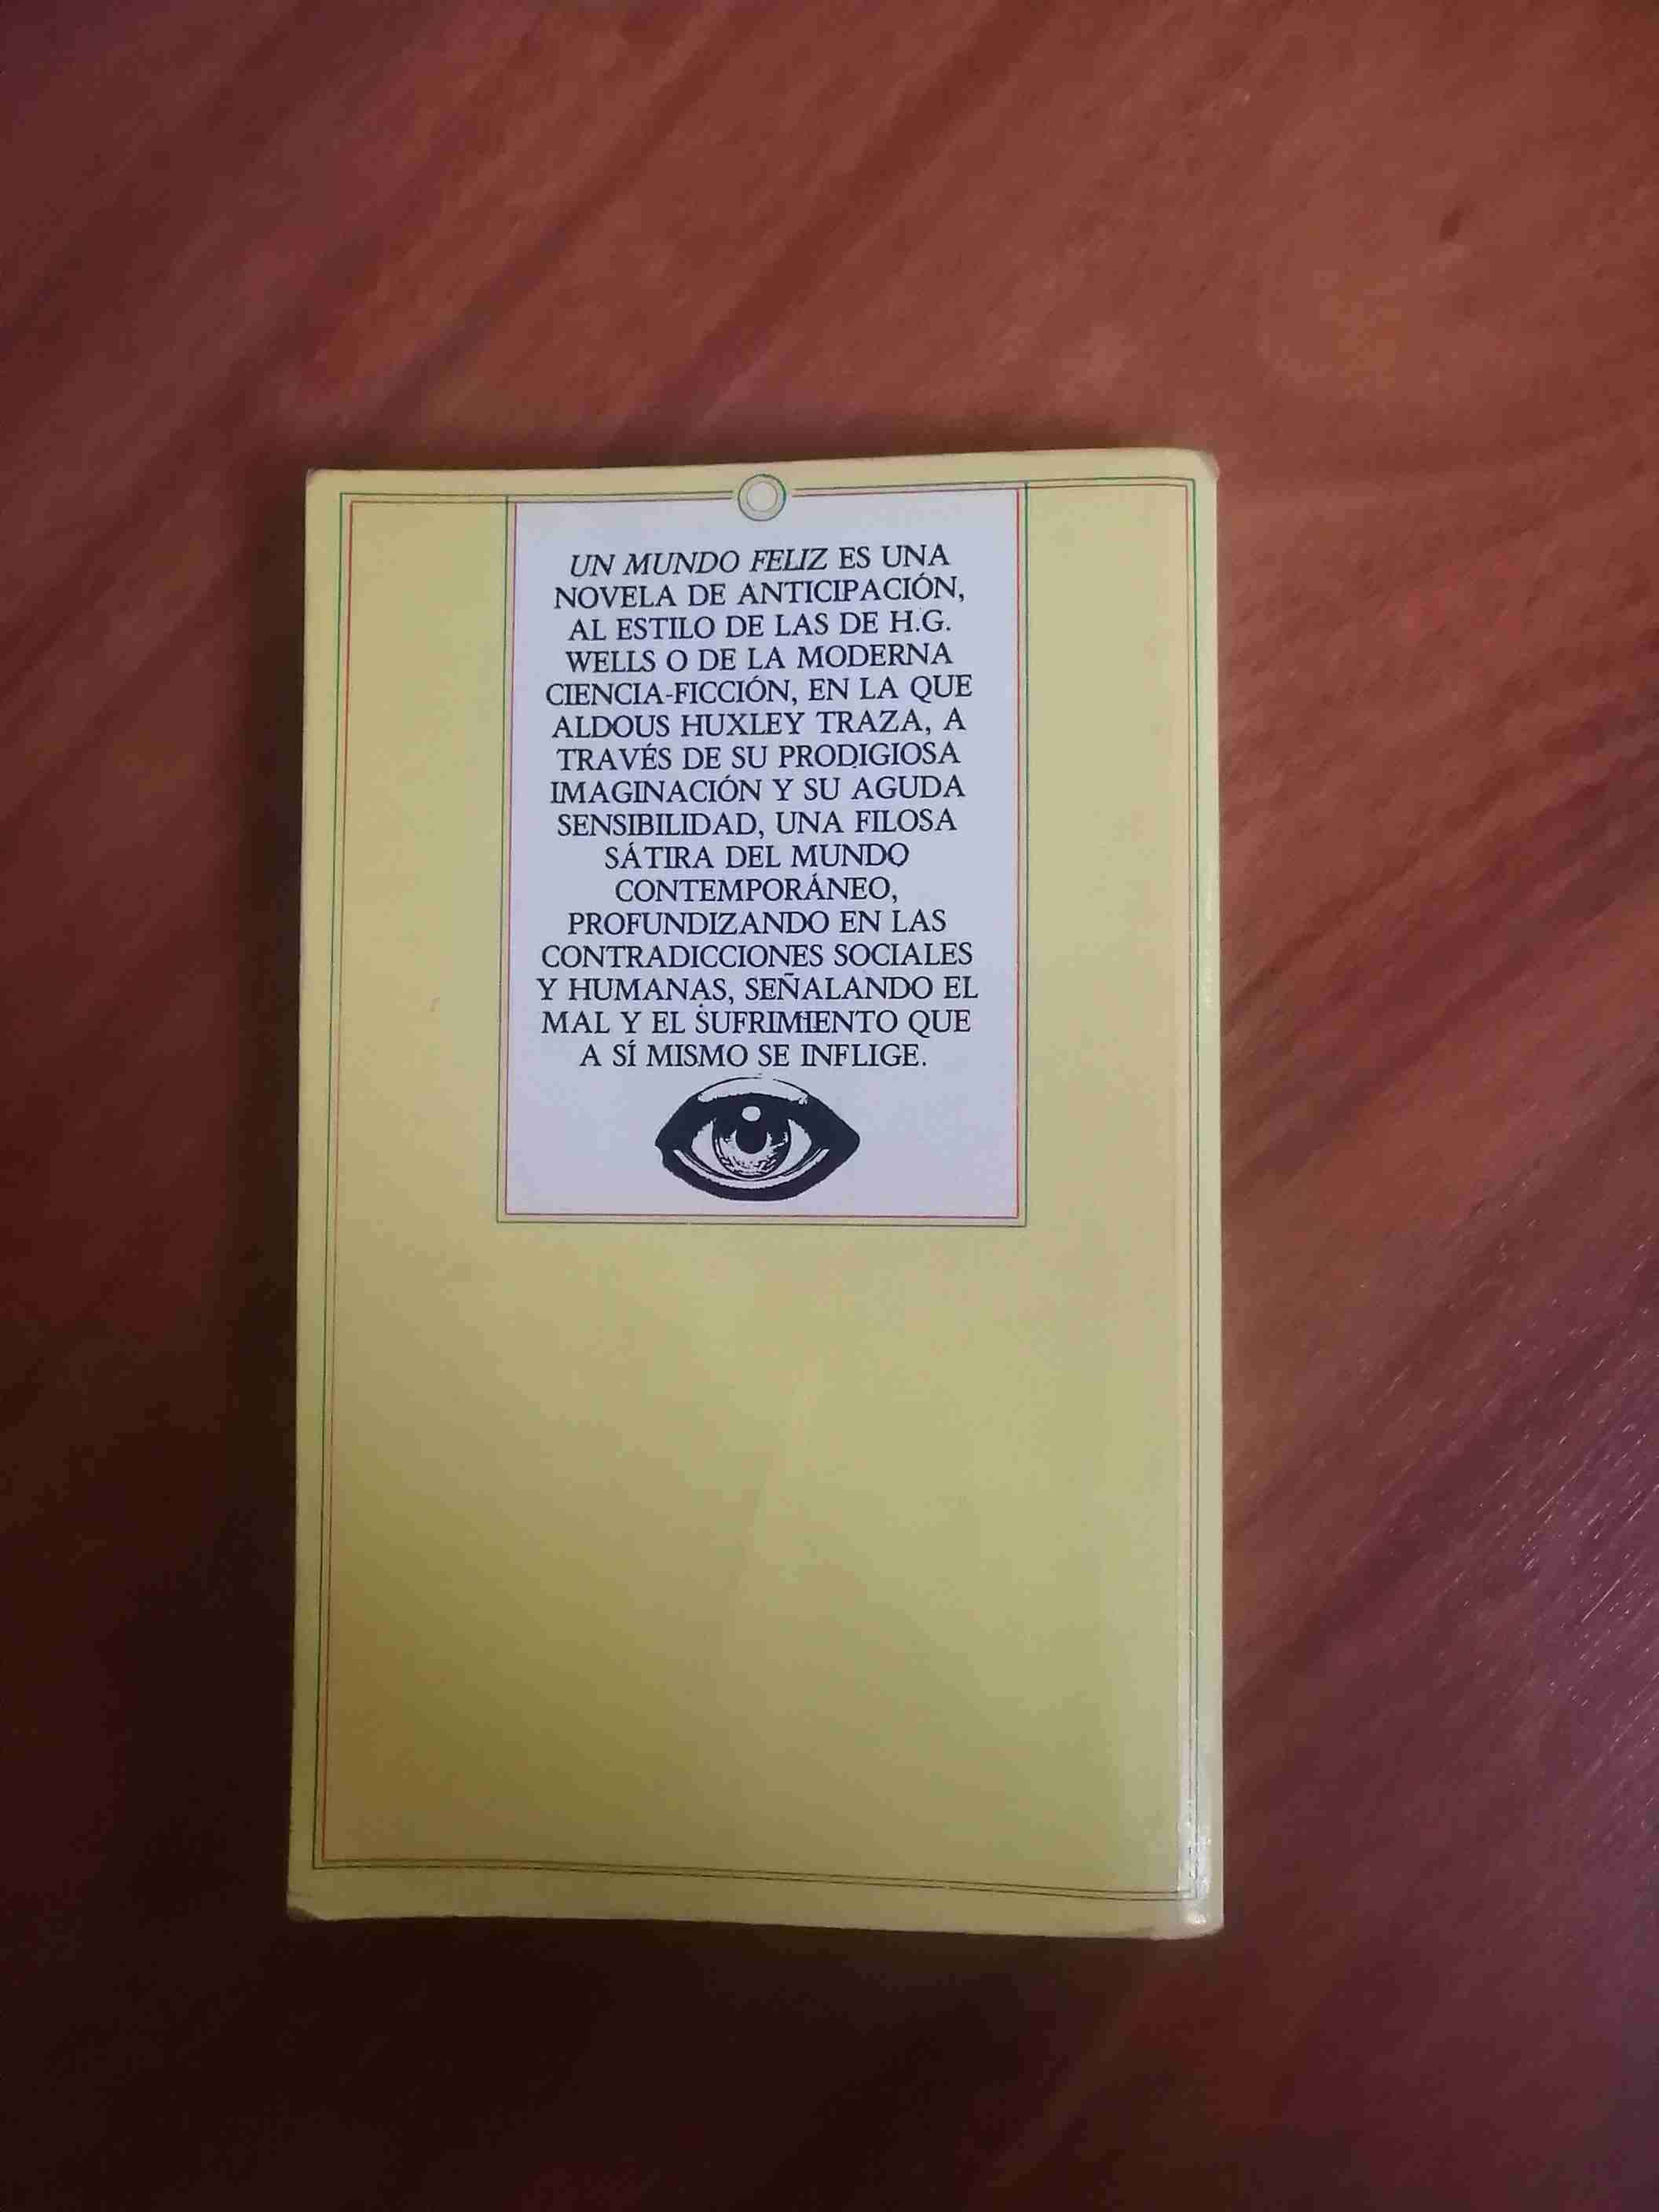 UN MUNDO FELIZ ES UNA
NOVELA DE ANTICIPACIÓN,
AL ESTILO DE LAS DE H.G.
WELLS O DE LA MODERNA
CIENCIA-FICCIÓN, EN LA QUE
ALDOUS HUXLEY TRAZA, A
TRAVÉS DE SU PRODIGIOSA
IMAGINACIÓN Y SU AGUDA
SENSIBILIDAD, UNA FILOSA
SÁTIRA DEL MUNDO
CONTEMPORÁNEO,
PROFUNDIZANDO EN LAS
CONTRADICCIONES SOCIALES
Y HUMANAS, SEÑALANDO EL
MAL Y EL SUFRIMIENTO QUE
A SÍ MISMO SE INFLIGE.